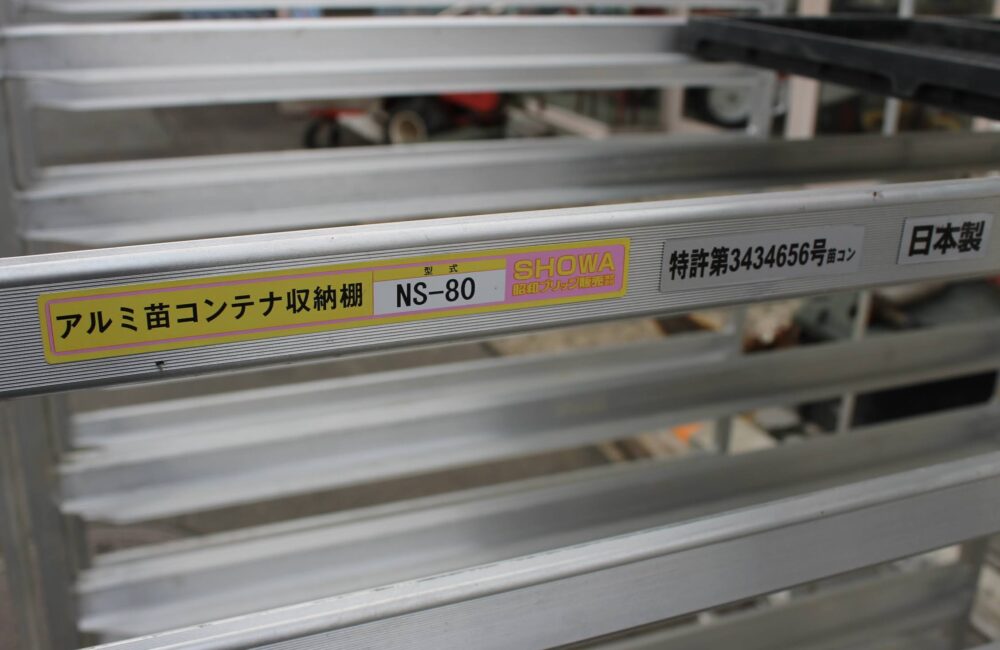 アルミ苗コンテナ収納棚
型式
NS-80
SHOWA
昭和ブリッジ販売㈱
特許第3434656号苗コン
日本製